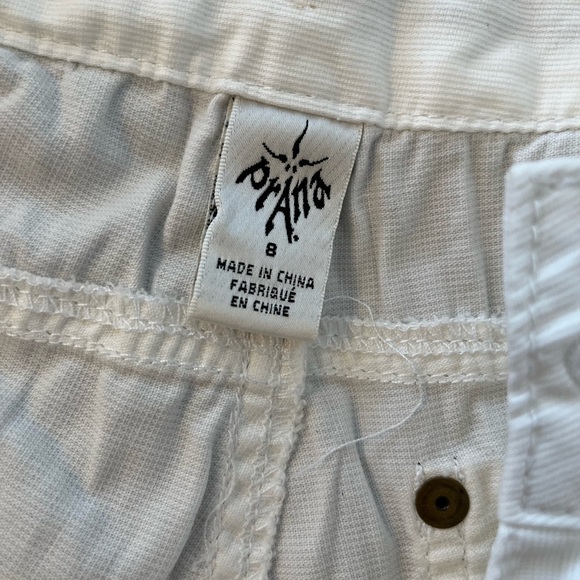 prAna
8
MADE IN CHINA
FABRIQUÉ
EN CHINE